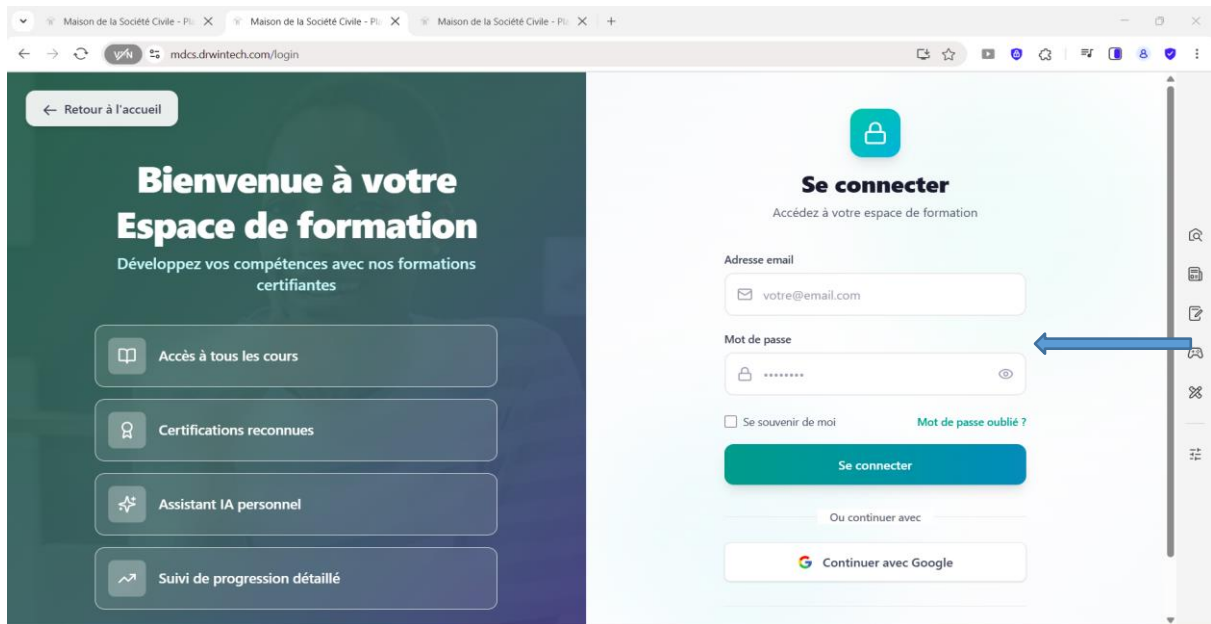 Maison de la Société Civile - Pl
Maison de la Société Civile - Pl
Maison de la Société Civile - Pl
VPN
mdcs.drwintech.com/login
← Retour à l'accueil
Bienvenue à votre
Espace de formation
Développez vos compétences avec nos formations
certifiantes
Accès à tous les cours
Certifications reconnues
Assistant IA personnel
Suivi de progression détaillé
Se connecter
Accédez à votre espace de formation
Adresse email
votre@email.com
Mot de passe
••••••••
Se souvenir de moi
Mot de passe oublié ?
Se connecter
Ou continuer avec
Continuer avec Google